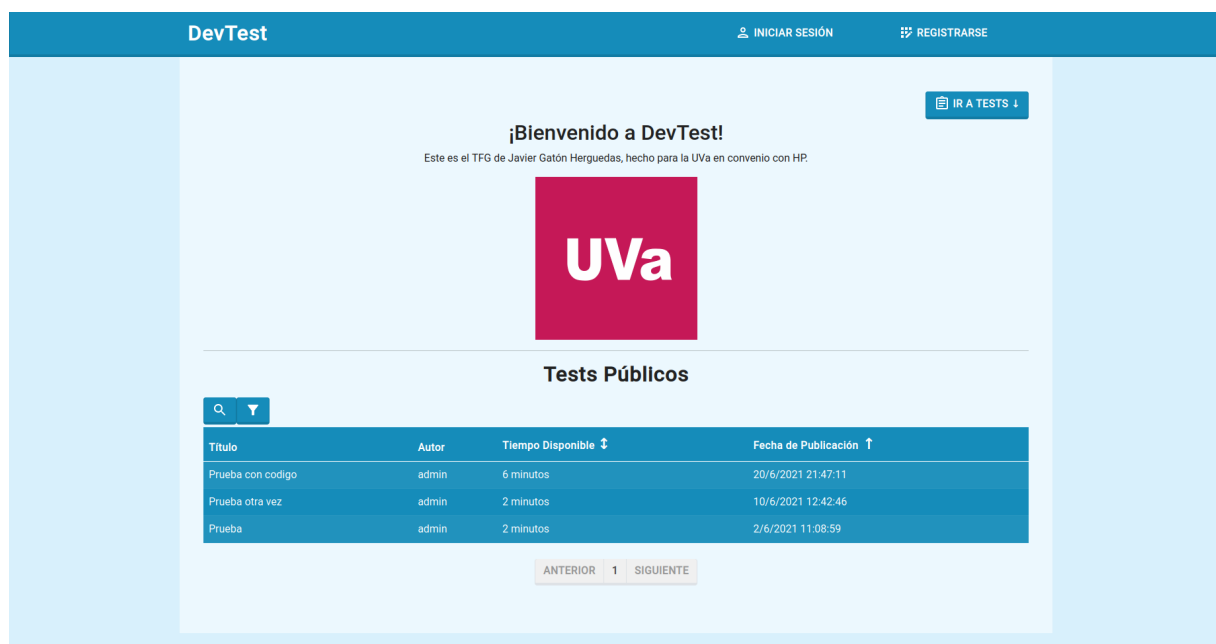 DevTest INICIAR SESIÓN REGISTRARSE
IR A TESTS ↓
¡Bienvenido a DevTest!
Este es el TFG de Javier Gatón Herguedas, hecho para la UVa en convenio con HP.
UVa
Tests Públicos
Título Autor Tiempo Disponible ↕ Fecha de Publicación ↑
Prueba con codigo admin 6 minutos 20/6/2021 21:47:11
Prueba otra vez admin 2 minutos 10/6/2021 12:42:46
Prueba admin 2 minutos 2/6/2021 11:08:59
ANTERIOR 1 SIGUIENTE